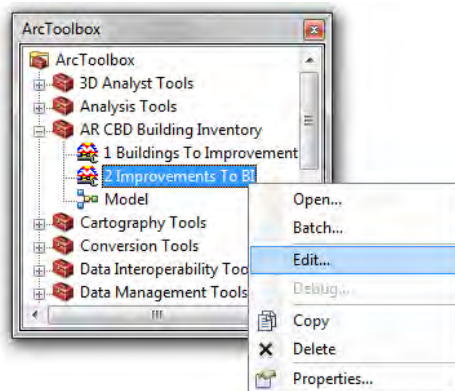 ArcToolbox
ArcToolbox
3D Analyst Tools
Analysis Tools
AR CBD Building Inventory
1 Buildings To Improvement
2 Improvements To BI
Model
Cartography Tools
Conversion Tools
Data Interoperability Too
Data Management Tools
Open...
Batch...
Edit...
Debug...
Copy
Delete
Properties...